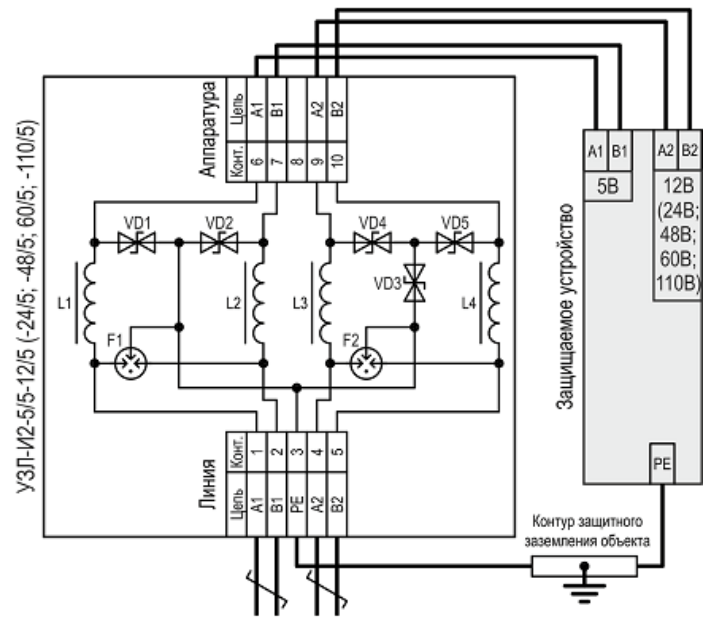 УЗЛ-И2-5/5-12/5 (-24/5; -48/5; 60/5; -110/5)
Аппаратура
Цепь A1 B1 A2 B2
Конт. 6 7 8 9 10
VD1 VD2 VD4 VD5
VD3
L1 L2 L3 L4
F1 F2
Линия
Конт. 1 2 3 4 5
Цепь A1 B1 PE A2 B2
Защищаемое устройство
A1 B1 A2 B2
5В
12В
(24В;
48В;
60В;
110В)
PE
Контур защитного
заземления объекта